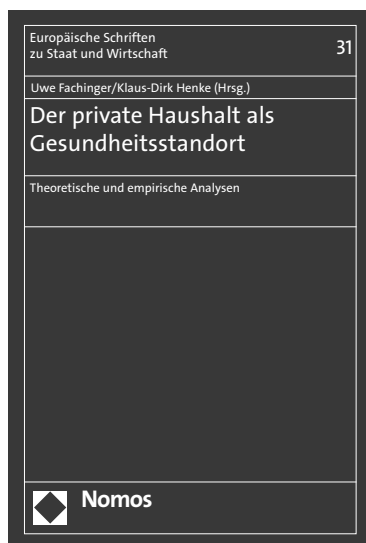 Europäische Schriften
zu Staat und Wirtschaft
31
Uwe Fachinger/Klaus-Dirk Henke (Hrsg.)
Der private Haushalt als
Gesundheitsstandort
Theoretische und empirische Analysen
Nomos